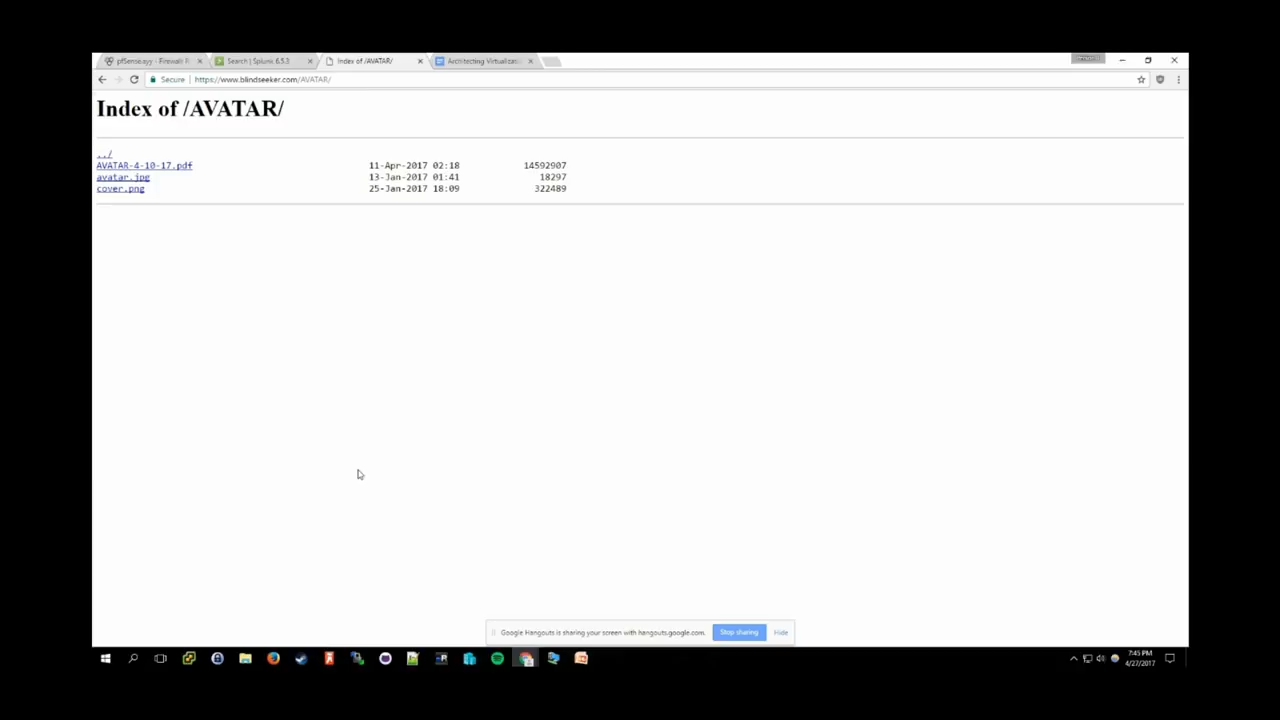 pfSense.ayy - Firewall: R
Search | Splunk 6.5.3
Index of /AVATAR/
Architecting Virtualizati
Secure | https://www.blindseeker.com/AVATAR/
Index of /AVATAR/
../
AVATAR-4-10-17.pdf 11-Apr-2017 02:18 14592907
avatar.jpg 13-Jan-2017 01:41 18297
cover.png 25-Jan-2017 18:09 322489
Google Hangouts is sharing your screen with hangouts.google.com.
Stop sharing
Hide
7:45 PM
4/27/2017